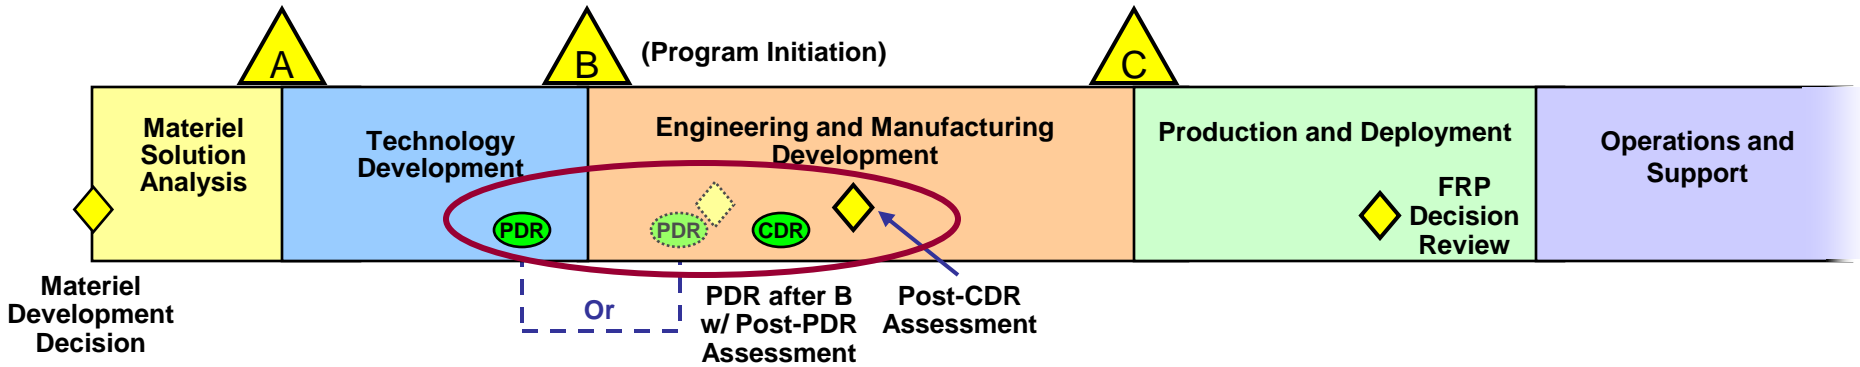 A
B
(Program Initiation)
C
Materiel
Solution
Analysis
Technology
Development
Engineering and Manufacturing
Development
Production and Deployment
Operations and
Support
PDR
PDR
CDR
FRP
Decision
Review
Materiel
Development
Decision
Or
PDR after B
w/ Post-PDR
Assessment
Post-CDR
Assessment